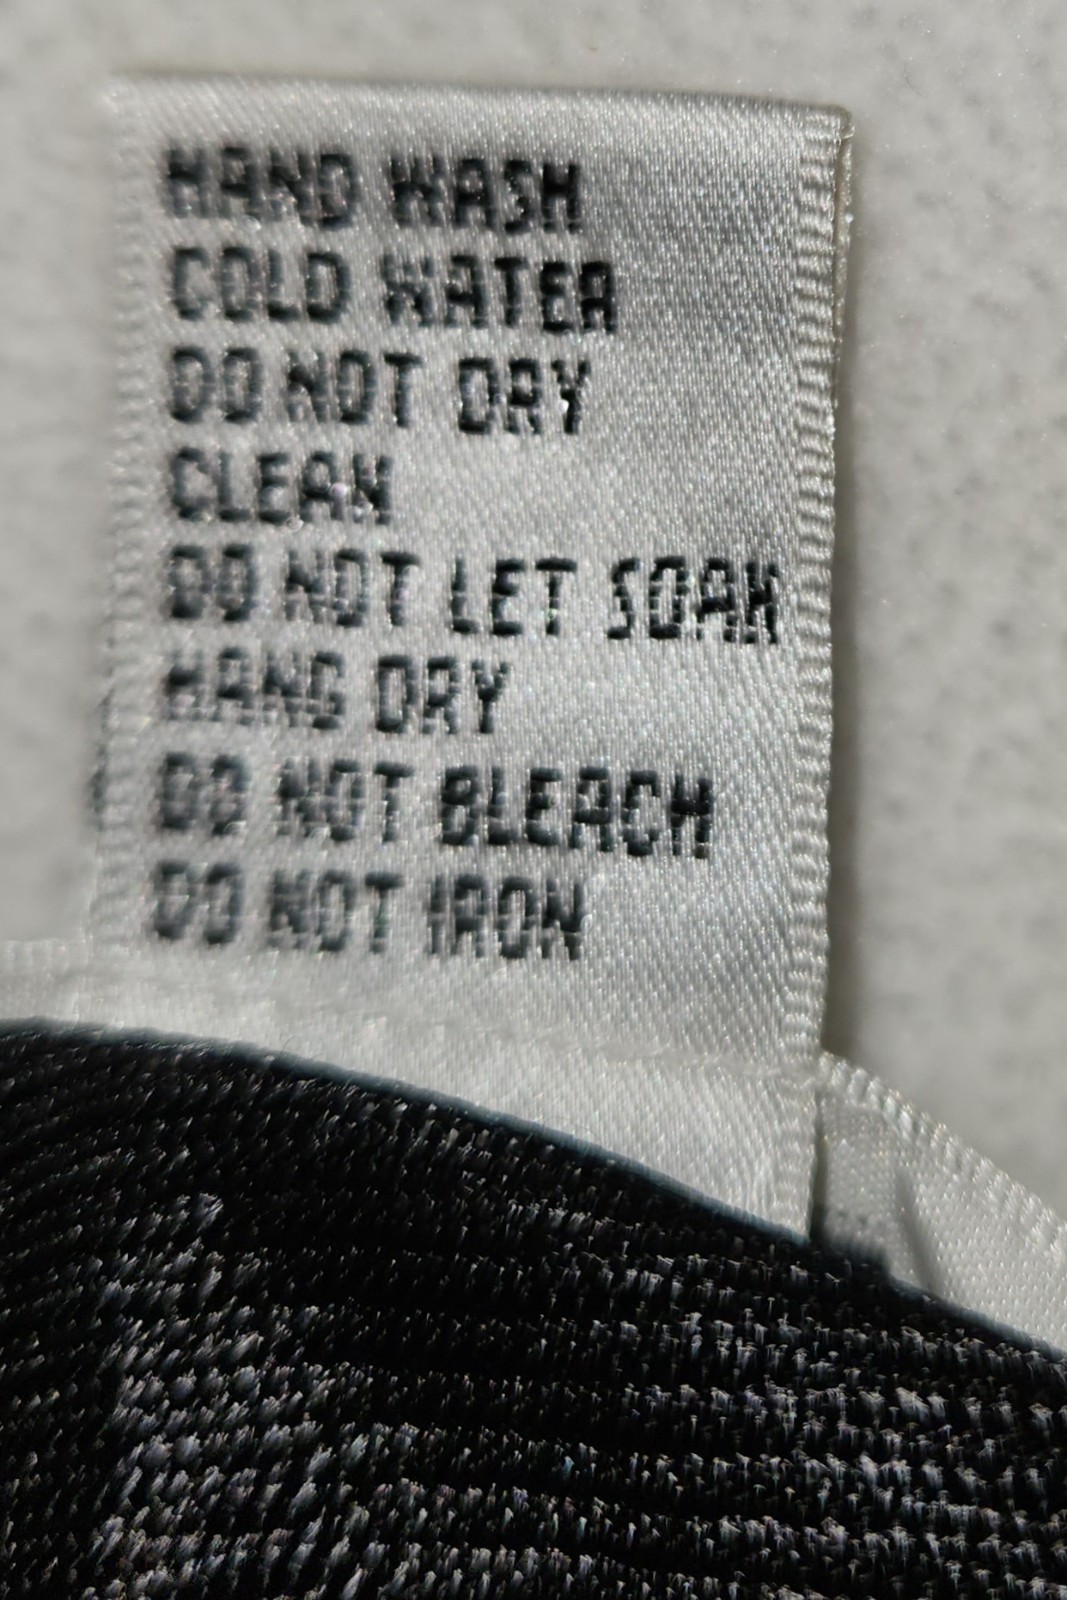 HAND WASH
COLD WATER
DO NOT DRY
CLEAN
DO NOT LET SOAK
HANG DRY
DO NOT BLEACH
DO NOT IRON